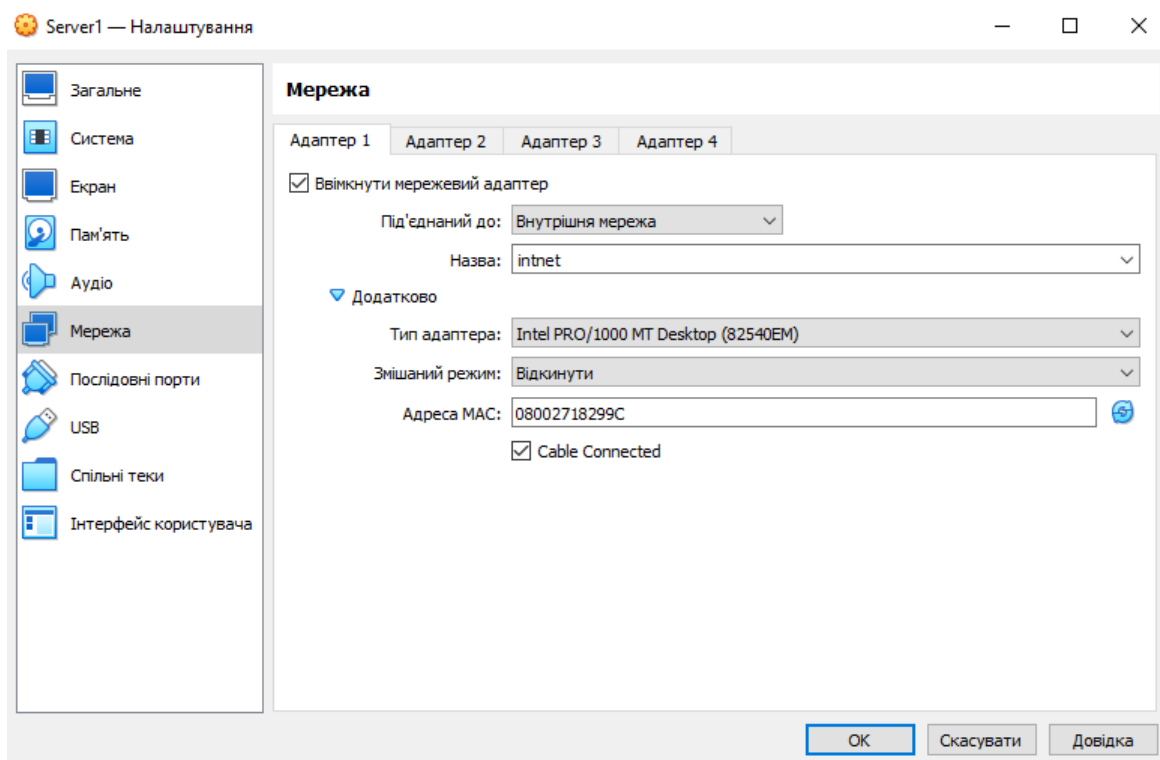 Server1 — Налаштування
Загальне
Система
Екран
Пам'ять
Аудіо
Мережа
Послідовні порти
USB
Спільні теки
Інтерфейс користувача
Мережа
Адаптер 1 Адаптер 2 Адаптер 3 Адаптер 4
Ввімкнути мережевий адаптер
Під'єднаний до: Внутрішня мережа
Назва: intnet
Додатково
Тип адаптера: Intel PRO/1000 MT Desktop (82540EM)
Змішаний режим: Відкинути
Адреса MAC: 08002718299C
Cable Connected
OK Скасувати Довідка